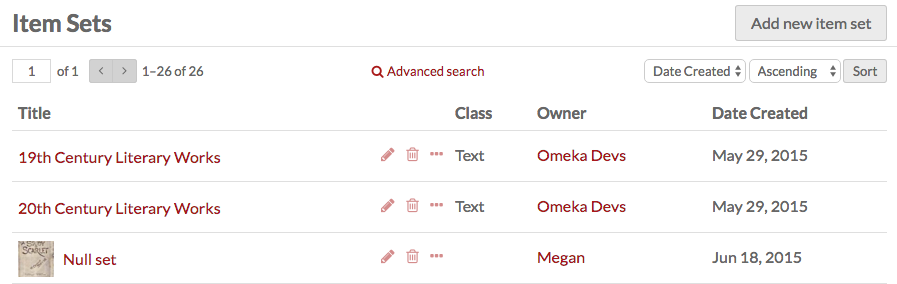 Item Sets
Add new item set
1 of 1 < > 1–26 of 26 Advanced search Date Created Ascending Sort
Title Class Owner Date Created
19th Century Literary Works Text Omeka Devs May 29, 2015
20th Century Literary Works Text Omeka Devs May 29, 2015
SCARLET
Null set Megan Jun 18, 2015